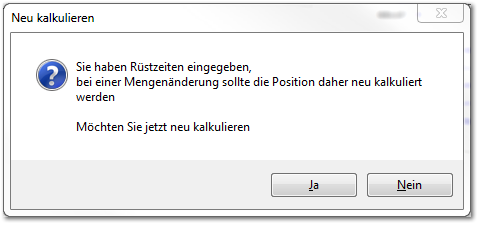 Neu kalkulieren
Sie haben Rüstzeiten eingegeben,
bei einer Mengenänderung sollte die Position daher neu kalkuliert
werden
Möchten Sie jetzt neu kalkulieren
Ja
Nein